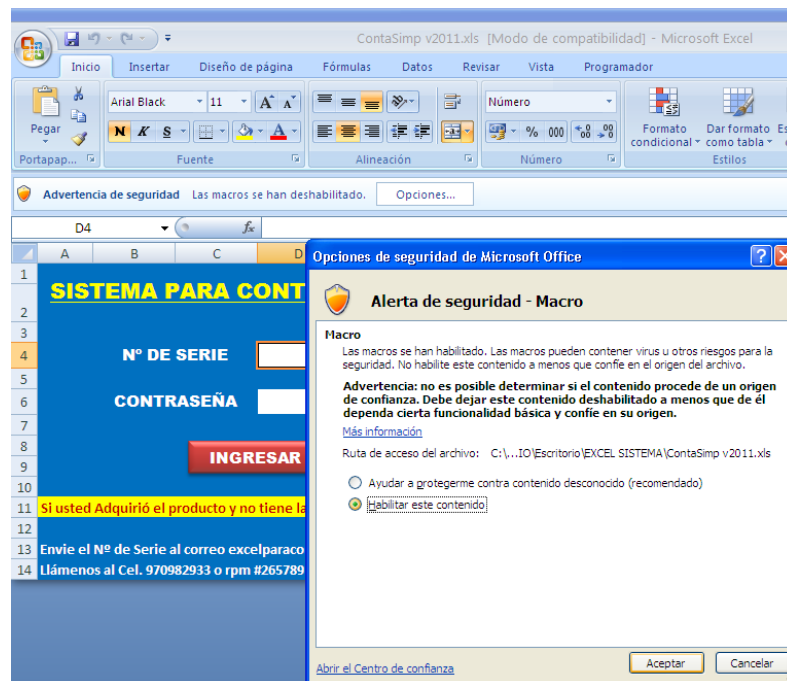 ContaSimp v2011.xls [Modo de compatibilidad] - Microsoft Excel
Inicio Insertar Diseño de página Fórmulas Datos Revisar Vista Programador
Pegar
Arial Black 11 A A
N K S A
Número
% 000
Formato condicional
Dar formato como tabla
Portapap... Fuente Alineación Número Estilos
Advertencia de seguridad Las macros se han deshabilitado. Opciones...
D4 fx
A B C D
1
2 SISTEMA PARA CONT
3
4 Nº DE SERIE
5
6 CONTRASEÑA
7
8
9 INGRESAR
10
11 Si usted Adquirió el producto y no tiene la
12
13 Envie el Nº de Serie al correo excelparaco
14 Llámenos al Cel. 970982933 o rpm #265789
Opciones de seguridad de Microsoft Office
Alerta de seguridad - Macro
Macro
Las macros se han habilitado. Las macros pueden contener virus u otros riesgos para la
seguridad. No habilite este contenido a menos que confíe en el origen del archivo.
Advertencia: no es posible determinar si el contenido procede de un origen
de confianza. Debe dejar este contenido deshabilitado a menos que de él
dependa cierta funcionalidad básica y confíe en su origen.
Más información
Ruta de acceso del archivo: C:\...IO\Escritorio\EXCEL SISTEMA\ContaSimp v2011.xls
Ayudar a protegerme contra contenido desconocido (recomendado)
Habilitar este contenido
Abrir el Centro de confianza
Aceptar Cancelar